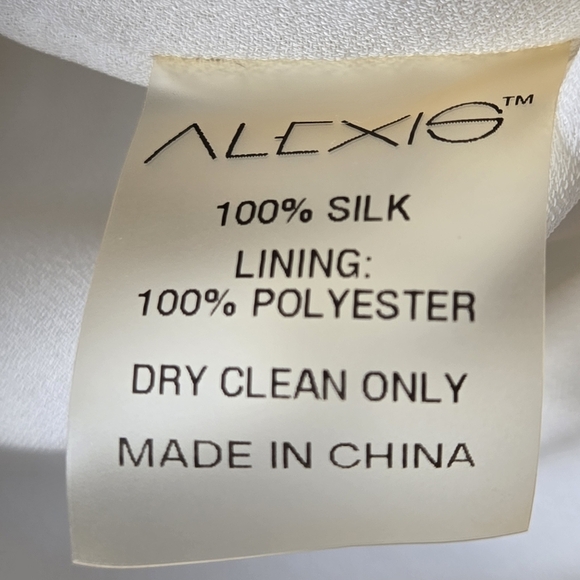 ALEXIS™
100% SILK
LINING:
100% POLYESTER
DRY CLEAN ONLY
MADE IN CHINA